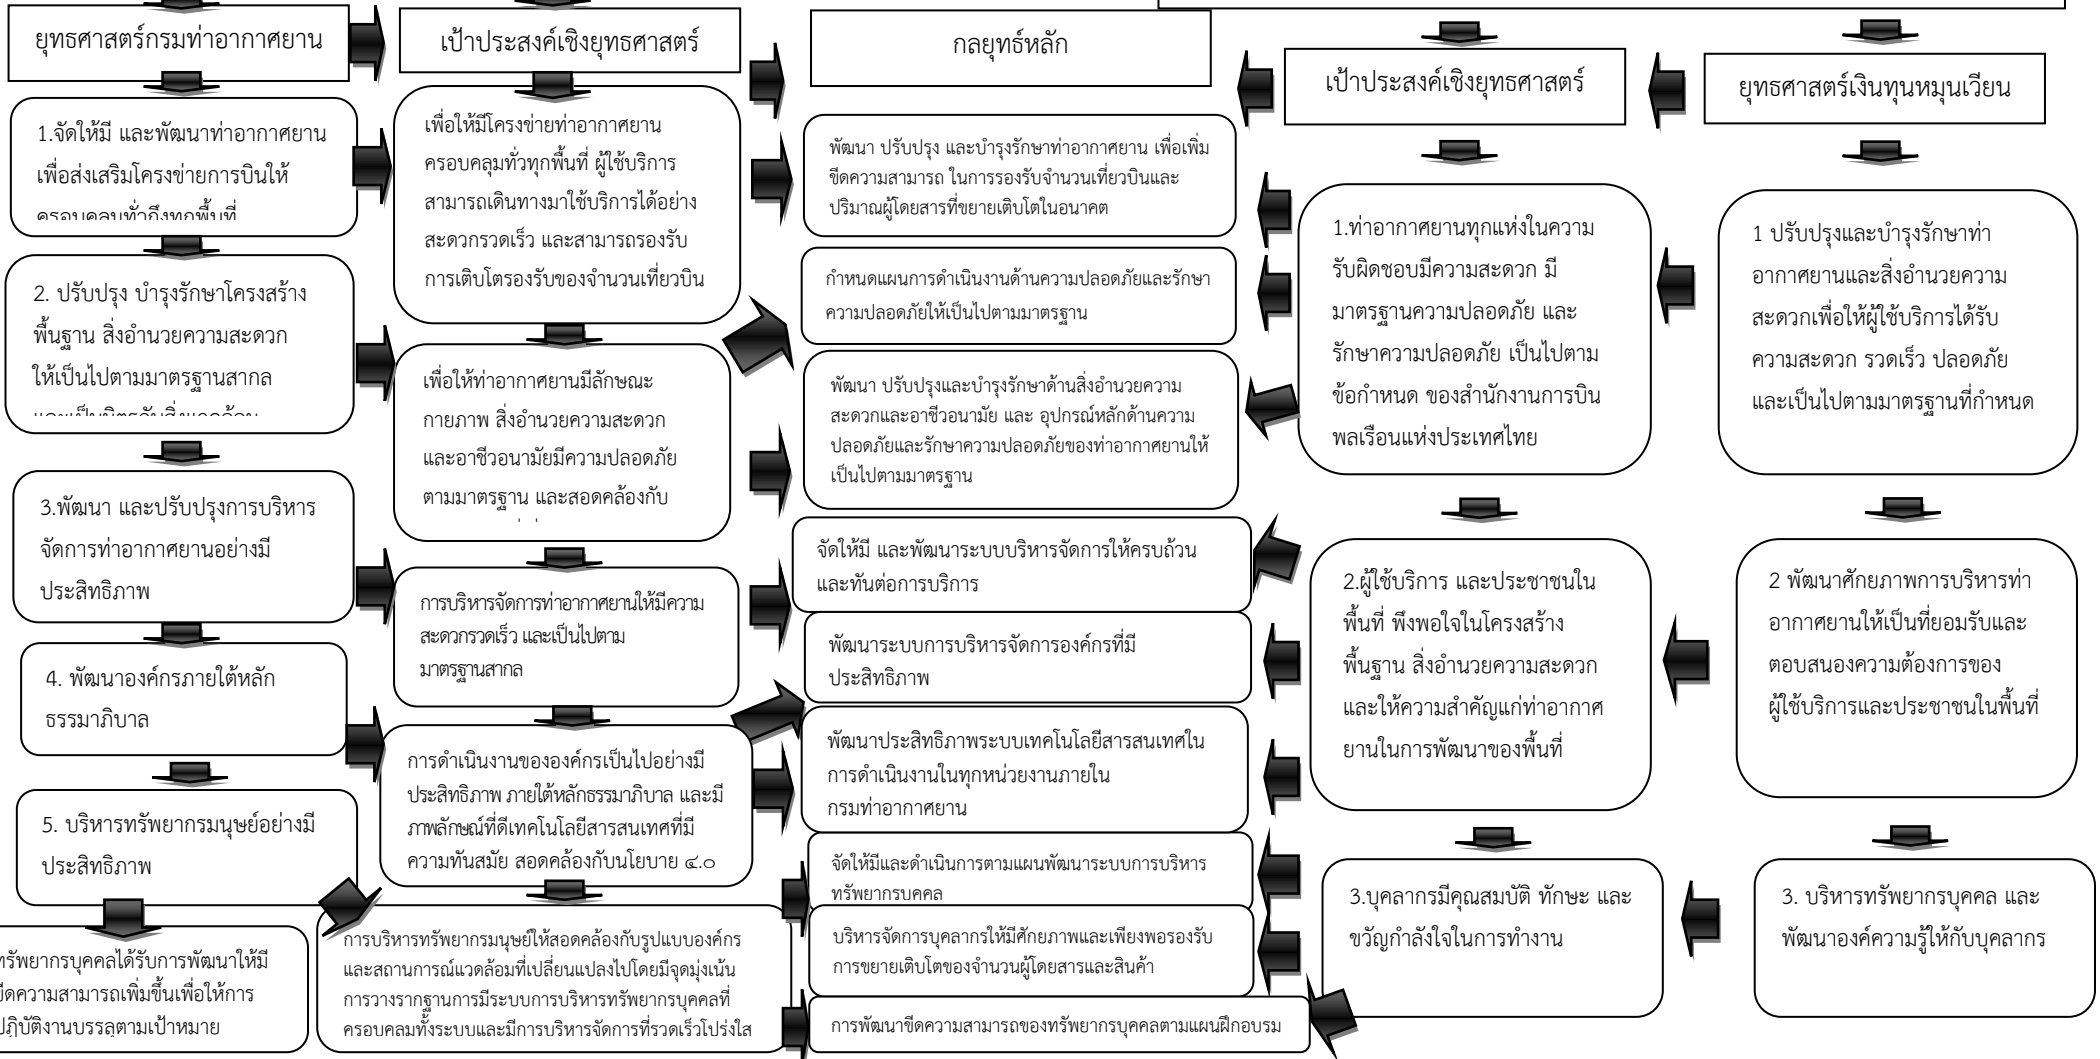 ยุทธศาสตร์กรมท่าอากาศยาน
เป้าประสงค์เชิงยุทธศาสตร์
กลยุทธ์หลัก
เป้าประสงค์เชิงยุทธศาสตร์
ยุทธศาสตร์เงินทุนหมุนเวียน
1.จัดให้มี และพัฒนาท่าอากาศยาน
เพื่อส่งเสริมโครงข่ายการบินให้
ครอบคลุมทั่วถึงทุกพื้นที่
2. ปรับปรุง บำรุงรักษาโครงสร้าง
พื้นฐาน สิ่งอำนวยความสะดวก
ให้เป็นไปตามมาตรฐานสากล
และเป็นมิตรกับสิ่งแวดล้อม
3.พัฒนา และปรับปรุงการบริหาร
จัดการท่าอากาศยานอย่างมี
ประสิทธิภาพ
4. พัฒนาองค์กรภายใต้หลัก
ธรรมาภิบาล
5. บริหารทรัพยากรมนุษย์อย่างมี
ประสิทธิภาพ
ทรัพยากรบุคคลได้รับการพัฒนาให้มี
ขีดความสามารถเพิ่มขึ้นเพื่อให้การ
ปฏิบัติงานบรรลุตามเป้าหมาย
เพื่อให้มีโครงข่ายท่าอากาศยาน
ครอบคลุมทั่วทุกพื้นที่ ผู้ใช้บริการ
สามารถเดินทางมาใช้บริการได้อย่าง
สะดวกรวดเร็ว และสามารถรองรับ
การเติบโตรองรับของจำนวนเที่ยวบิน
เพื่อให้ท่าอากาศยานมีลักษณะ
กายภาพ สิ่งอำนวยความสะดวก
และอาชีวอนามัยมีความปลอดภัย
ตามมาตรฐาน และสอดคล้องกับ
การบริหารจัดการท่าอากาศยานให้มีความ
สะดวกรวดเร็ว และเป็นไปตาม
มาตรฐานสากล
การดำเนินงานขององค์กรเป็นไปอย่างมี
ประสิทธิภาพ ภายใต้หลักธรรมาภิบาล และมี
ภาพลักษณ์ที่ดีเทคโนโลยีสารสนเทศที่มี
ความทันสมัย สอดคล้องกับนโยบาย ๔.๐
การบริหารทรัพยากรมนุษย์ให้สอดคล้องกับรูปแบบองค์กร
และสถานการณ์แวดล้อมที่เปลี่ยนแปลงไปโดยมีจุดมุ่งเน้น
การวางรากฐานการมีระบบการบริหารทรัพยากรบุคคลที่
ครอบคลุมทั้งระบบและมีการบริหารจัดการที่รวดเร็วโปร่งใส
พัฒนา ปรับปรุง และบำรุงรักษาท่าอากาศยาน เพื่อเพิ่ม
ขีดความสามารถ ในการรองรับจำนวนเที่ยวบินและ
ปริมาณผู้โดยสารที่ขยายเติบโตในอนาคต
กำหนดแผนการดำเนินงานด้านความปลอดภัยและรักษา
ความปลอดภัยให้เป็นไปตามมาตรฐาน
พัฒนา ปรับปรุงและบำรุงรักษาด้านสิ่งอำนวยความ
สะดวกและอาชีวอนามัย และ อุปกรณ์หลักด้านความ
ปลอดภัยและรักษาความปลอดภัยของท่าอากาศยานให้
เป็นไปตามมาตรฐาน
จัดให้มี และพัฒนาระบบบริหารจัดการให้ครบถ้วน
และทันต่อการบริการ
พัฒนาระบบการบริหารจัดการองค์กรที่มี
ประสิทธิภาพ
พัฒนาประสิทธิภาพระบบเทคโนโลยีสารสนเทศใน
การดำเนินงานในทุกหน่วยงานภายใน
กรมท่าอากาศยาน
จัดให้มีและดำเนินการตามแผนพัฒนาระบบการบริหาร
ทรัพยากรบุคคล
บริหารจัดการบุคลากรให้มีศักยภาพและเพียงพอรองรับ
การขยายเติบโตของจำนวนผู้โดยสารและสินค้า
การพัฒนาขีดความสามารถของทรัพยากรบุคคลตามแผนฝึกอบรม
1.ท่าอากาศยานทุกแห่งในความ
รับผิดชอบมีความสะดวก มี
มาตรฐานความปลอดภัย และ
รักษาความปลอดภัย เป็นไปตาม
ข้อกำหนด ของสำนักงานการบิน
พลเรือนแห่งประเทศไทย
2.ผู้ใช้บริการ และประชาชนใน
พื้นที่ พึงพอใจในโครงสร้าง
พื้นฐาน สิ่งอำนวยความสะดวก
และให้ความสำคัญแก่ท่าอากาศ
ยานในการพัฒนาของพื้นที่
3.บุคลากรมีคุณสมบัติ ทักษะ และ
ขวัญกำลังใจในการทำงาน
1 ปรับปรุงและบำรุงรักษาท่า
อากาศยานและสิ่งอำนวยความ
สะดวกเพื่อให้ผู้ใช้บริการได้รับ
ความสะดวก รวดเร็ว ปลอดภัย
และเป็นไปตามมาตรฐานที่กำหนด
2 พัฒนาศักยภาพการบริหารท่า
อากาศยานให้เป็นที่ยอมรับและ
ตอบสนองความต้องการของ
ผู้ใช้บริการและประชาชนในพื้นที่
3. บริหารทรัพยากรบุคคล และ
พัฒนาองค์ความรู้ให้กับบุคลากร